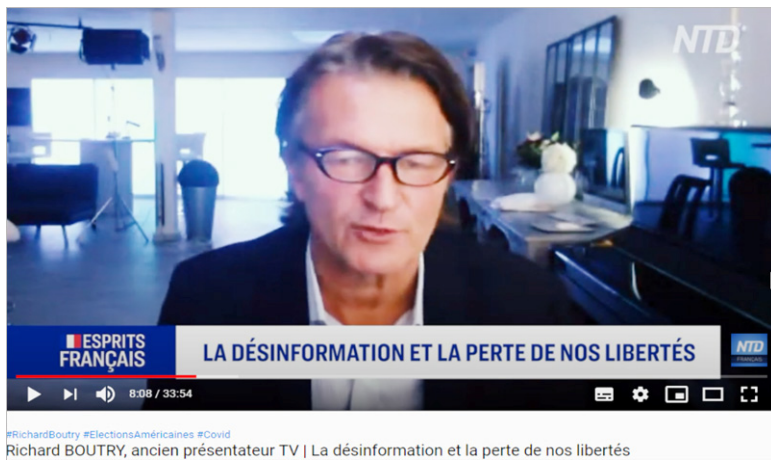 NTD
ESPRITS
FRANÇAIS
LA DÉSINFORMATION ET LA PERTE DE NOS LIBERTÉS
NTD
FRANÇAIS
8:08 / 33:54
#RichardBoutry #ElectionsAméricaines #Covid
Richard BOUTRY, ancien présentateur TV | La désinformation et la perte de nos libertés